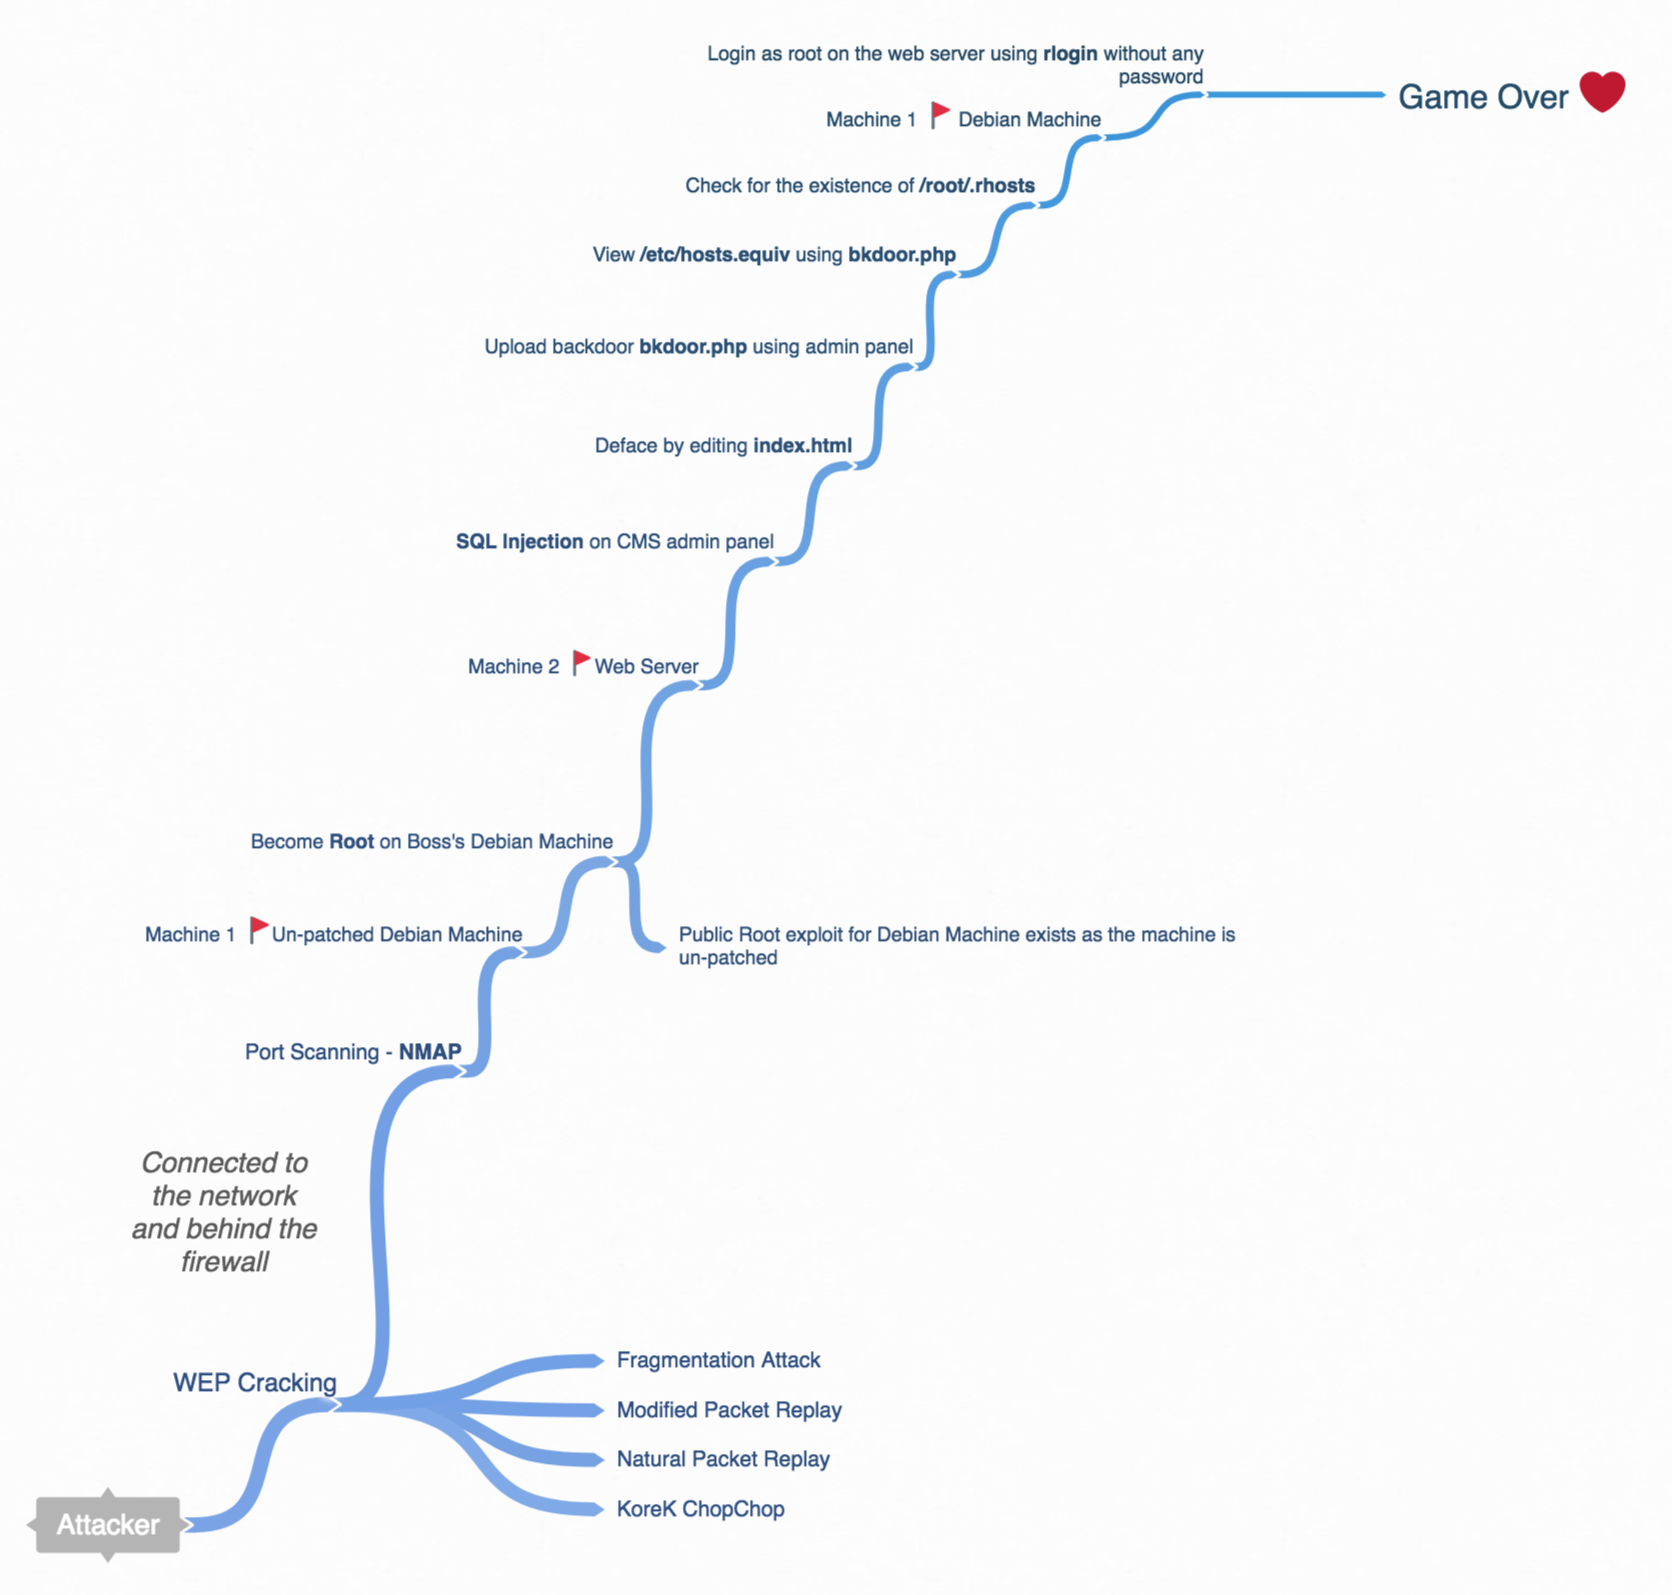 Login as root on the web server using rlogin without any
password
Game Over
Machine 1 Debian Machine
Check for the existence of /root/.rhosts
View /etc/hosts.equiv using bkdoor.php
Upload backdoor bkdoor.php using admin panel
Deface by editing index.html
SQL Injection on CMS admin panel
Machine 2 Web Server
Become Root on Boss's Debian Machine
Machine 1 Un-patched Debian Machine
Public Root exploit for Debian Machine exists as the machine is
un-patched
Port Scanning - NMAP
Connected to
the network
and behind the
firewall
WEP Cracking
Fragmentation Attack
Modified Packet Replay
Natural Packet Replay
KoreK ChopChop
Attacker